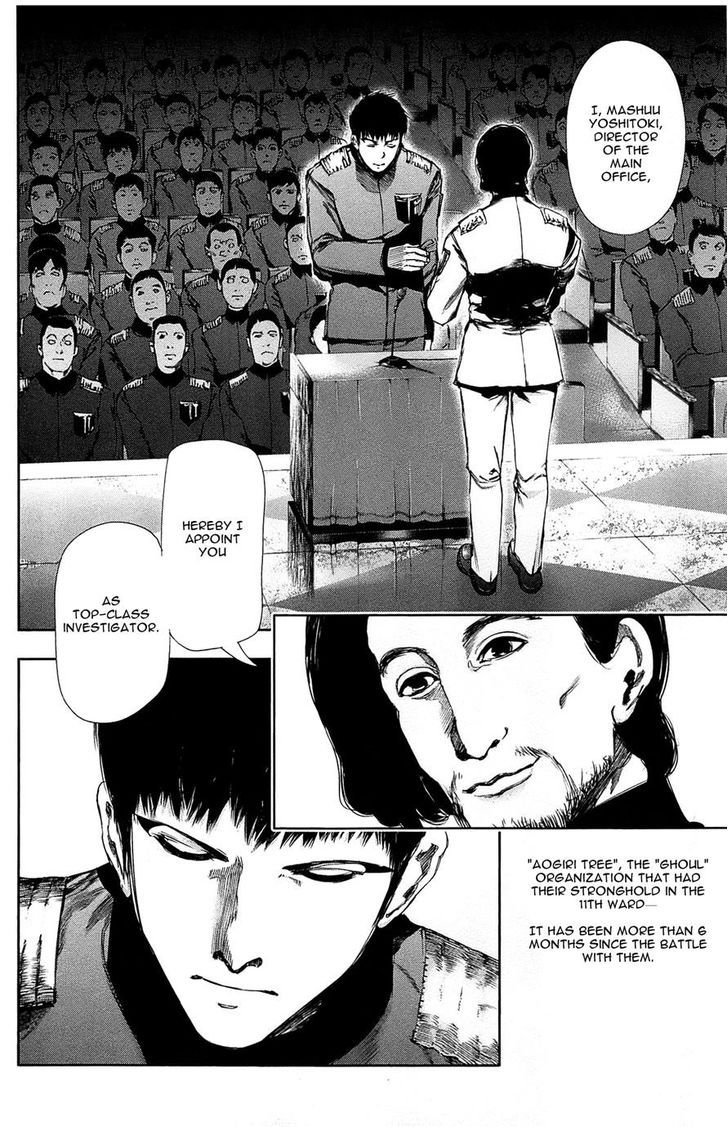 I, MASHUU
YOSHITOKI,
DIRECTOR
OF THE
MAIN
OFFICE,
HEREBY I
APPOINT
YOU
AS
TOP-CLASS
INVESTIGATOR.
"AOGIRI TREE", THE "GHOUL"
ORGANIZATION THAT HAD
THEIR STRONGHOLD IN THE
11TH WARD—
IT HAS BEEN MORE THAN 6
MONTHS SINCE THE BATTLE
WITH THEM.